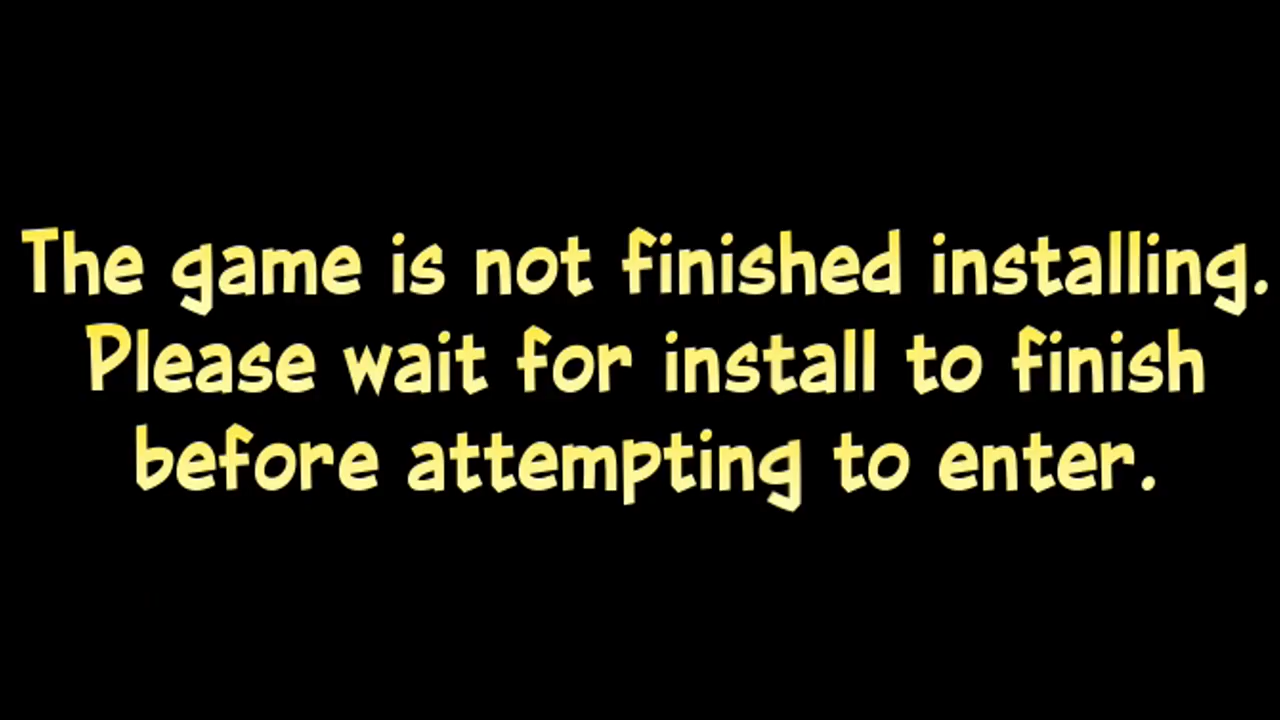 The game is not finished installing.
Please wait for install to finish
before attempting to enter.